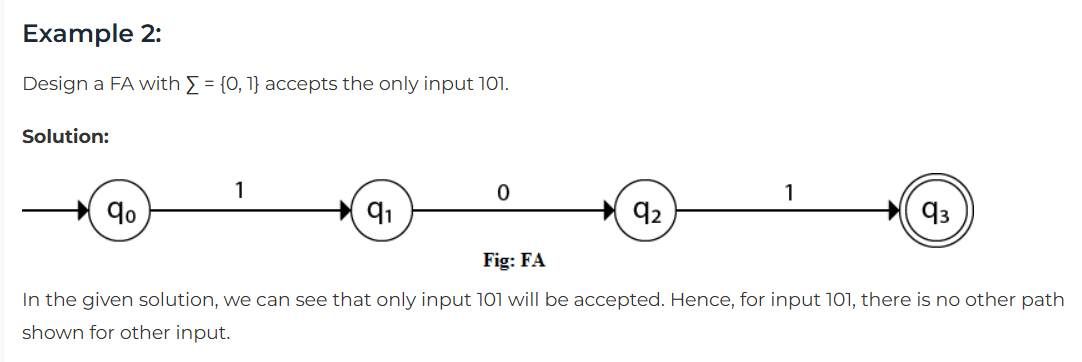 Example 2:
Design a FA with ∑ = {0, 1} accepts the only input 101.
Solution:
1 0 1
q₀ q₁ q₂ q₃
Fig: FA
In the given solution, we can see that only input 101 will be accepted. Hence, for input 101, there is no other path
shown for other input.